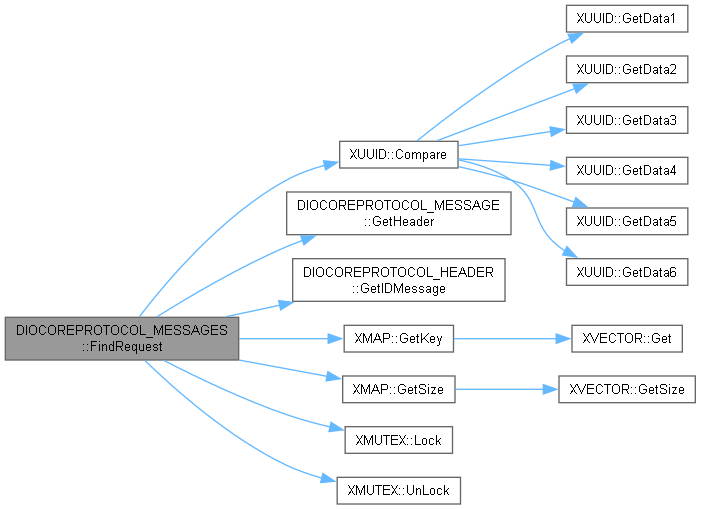 DIOCOREPROTOCOL_MESSAGES
::FindRequest
XUUID::Compare
DIOCOREPROTOCOL_MESSAGE
::GetHeader
DIOCOREPROTOCOL_HEADER
::GetIDMessage
XMAP::GetKey
XMAP::GetSize
XMUTEX::Lock
XMUTEX::UnLock
XUUID::GetData1
XUUID::GetData2
XUUID::GetData3
XUUID::GetData4
XUUID::GetData5
XUUID::GetData6
XVECTOR::Get
XVECTOR::GetSize